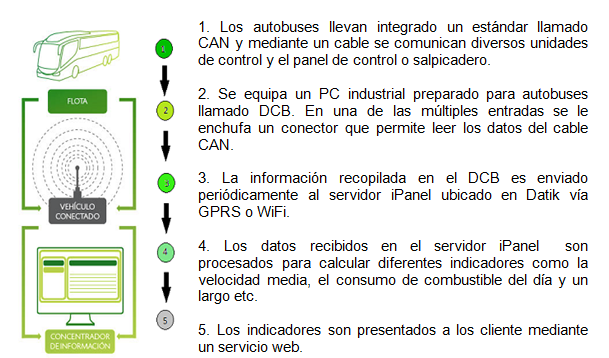 1. Los autobuses llevan integrado un estándar llamado
CAN y mediante un cable se comunican diversos unidades
de control y el panel de control o salpicadero.
2. Se equipa un PC industrial preparado para autobuses
llamado DCB. En una de las múltiples entradas se le
enchufa un conector que permite leer los datos del cable
CAN.
3. La información recopilada en el DCB es enviado
periódicamente al servidor iPanel ubicado en Datik vía
GPRS o WiFi.
4. Los datos recibidos en el servidor iPanel son
procesados para calcular diferentes indicadores como la
velocidad media, el consumo de combustible del día y un
largo etc.
5. Los indicadores son presentados a los cliente mediante
un servicio web.
FLOTA
VEHÍCULO
CONECTADO
CONCENTRADOR
DE INFORMACIÓN
1
2
3
4
5